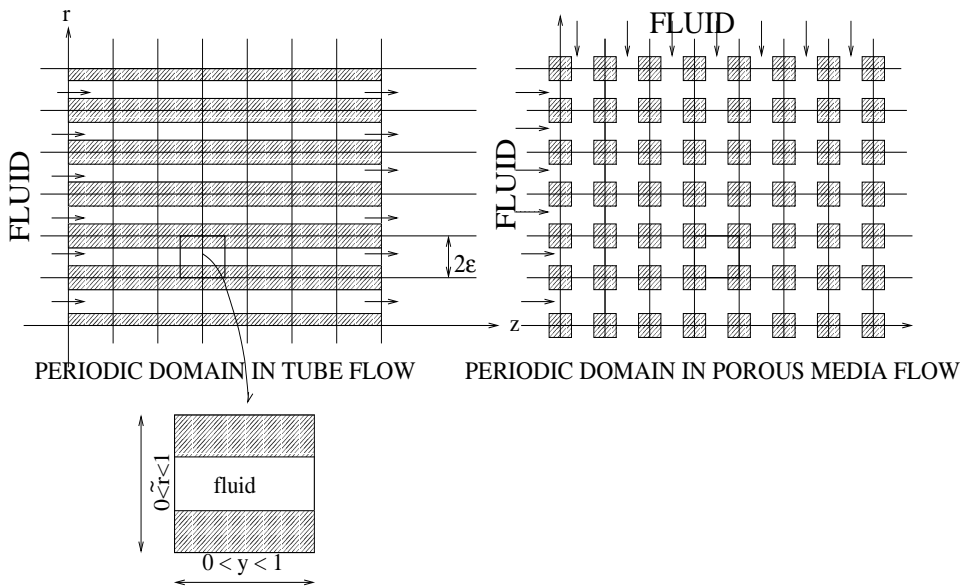 r
FLUID
2ε
z
PERIODIC DOMAIN IN TUBE FLOW
FLUID
FLUID
PERIODIC DOMAIN IN POROUS MEDIA FLOW
0<r̃<1
fluid
0 < y < 1